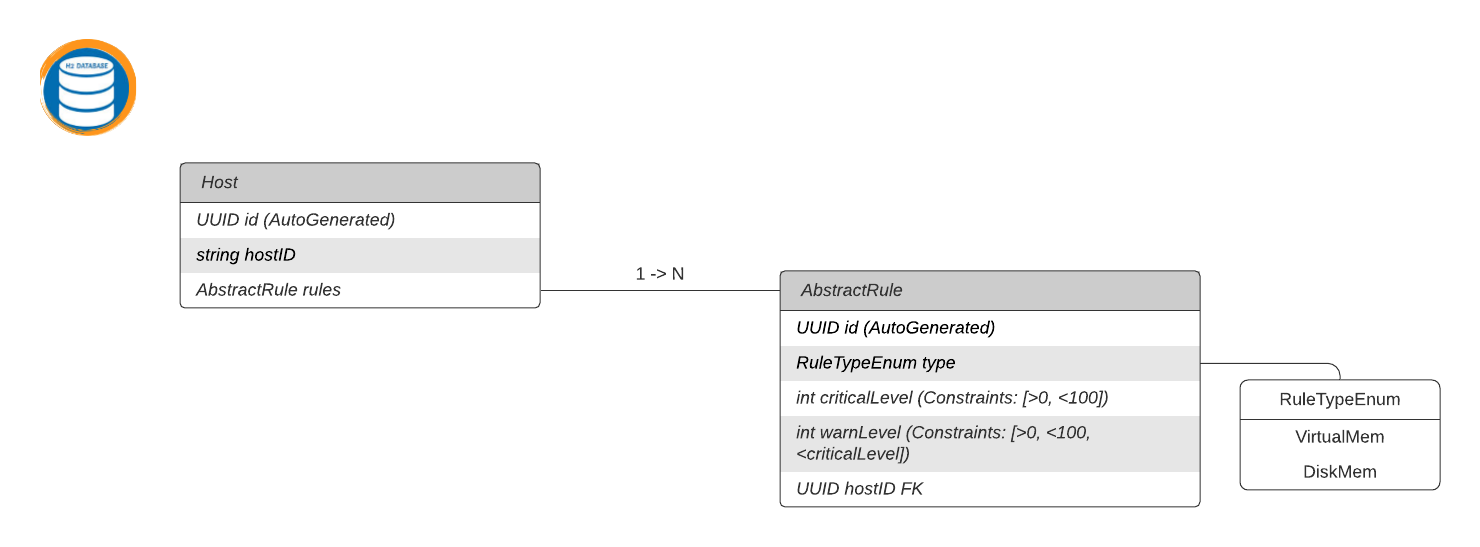 H2 DATABASE
Host
UUID id (AutoGenerated)
string hostID
AbstractRule rules
1 -> N
AbstractRule
UUID id (AutoGenerated)
RuleTypeEnum type
int criticalLevel (Constraints: [>0, <100])
int warnLevel (Constraints: [>0, <100,
<criticalLevel])
UUID hostID FK
RuleTypeEnum
VirtualMem
DiskMem